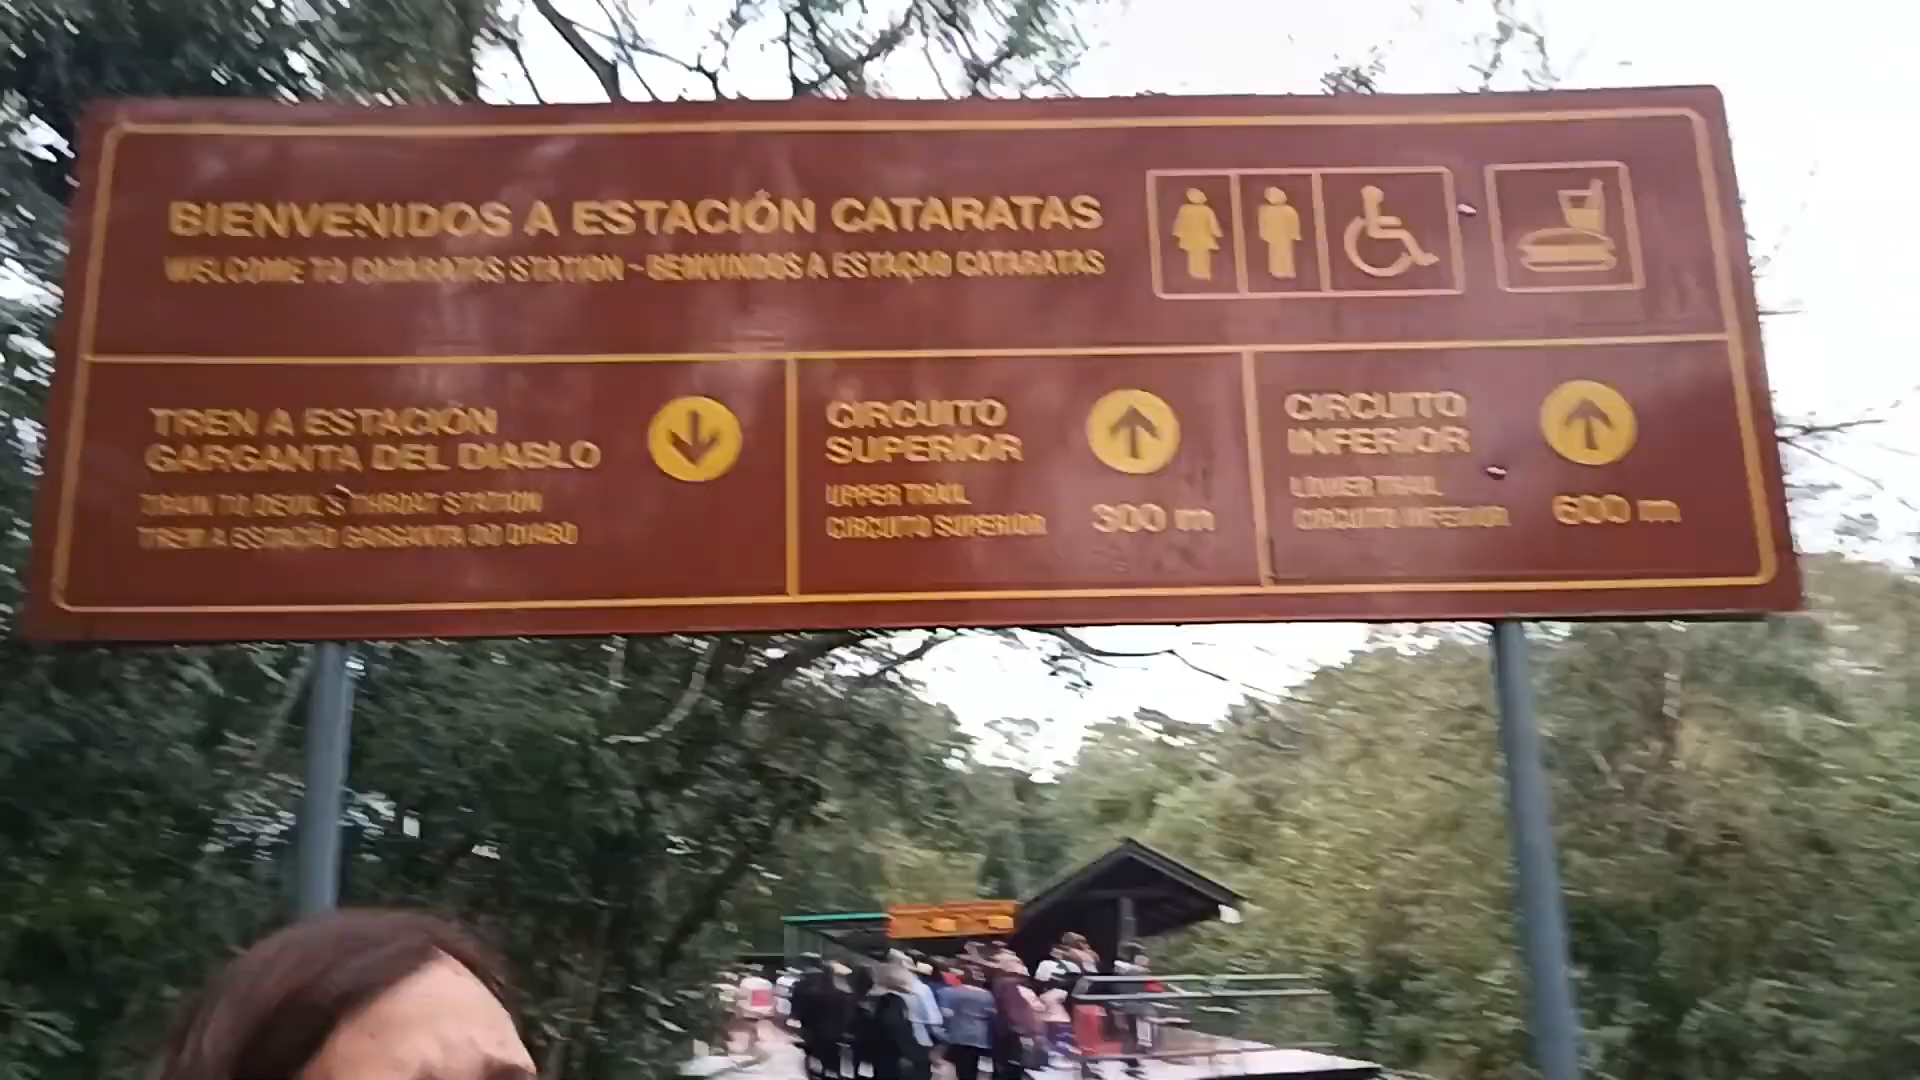 BIENVENIDOS A ESTACIÓN CATARATAS
WELCOME TO CATARATAS STATION - BEMVINDOS A ESTAÇAO CATARATAS
TREN A ESTACIÓN
GARGANTA DEL DIABLO
TRAIN TO DEVIL'S THROAT STATION
TREM A ESTAÇÃO GARGANTA DO DIABO
CIRCUITO
SUPERIOR
UPPER TRAIL
CIRCUITO SUPERIOR
300 m
CIRCUITO
INFERIOR
LOWER TRAIL
CIRCUITO INFERIOR
600 m